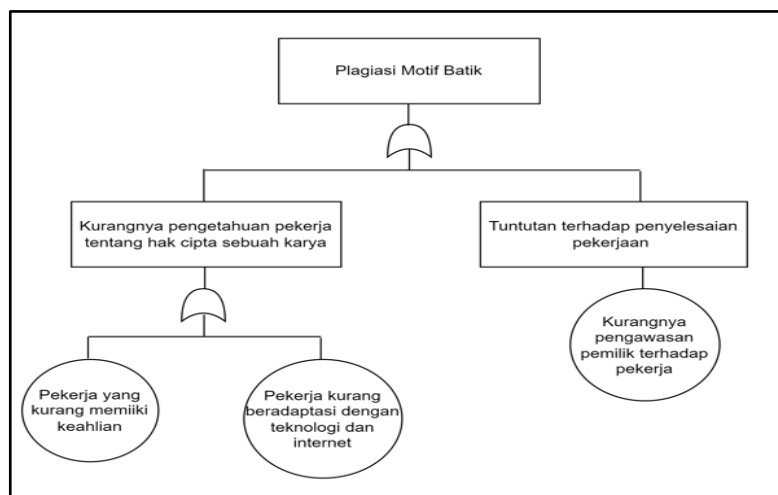 Plagiasi Motif Batik
Kurangnya pengetahuan pekerja
tentang hak cipta sebuah karya
Tuntutan terhadap penyelesaian
pekerjaan
Kurangnya
pengawasan
pemilik terhadap
pekerja
Pekerja yang
kurang memiiki
keahlian
Pekerja kurang
beradaptasi dengan
teknologi dan
internet